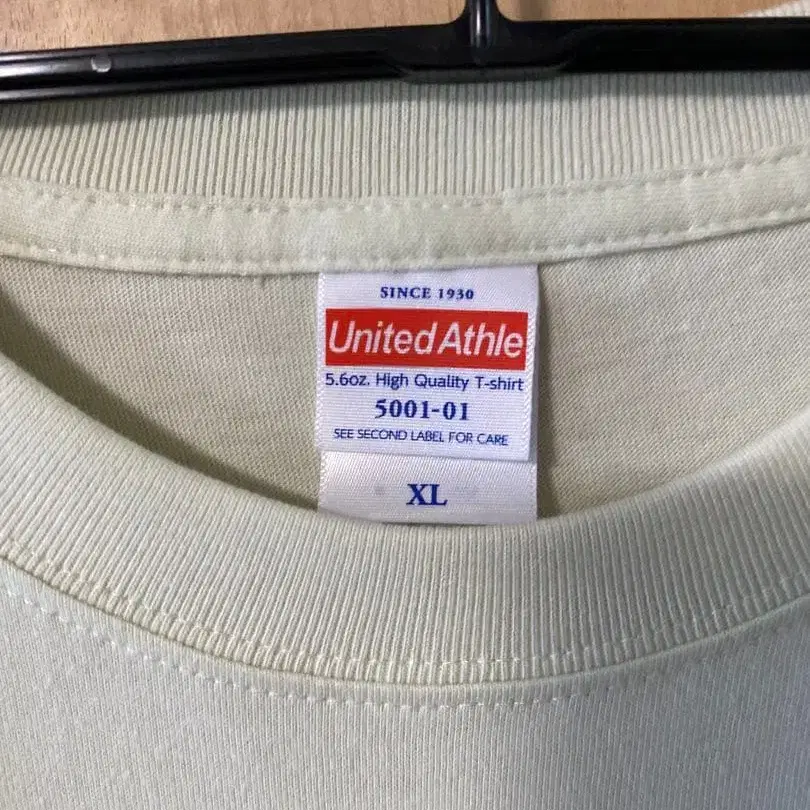 SINCE 1930
United Athle
5.6oz. High Quality T-shirt
5001-01
SEE SECOND LABEL FOR CARE
XL